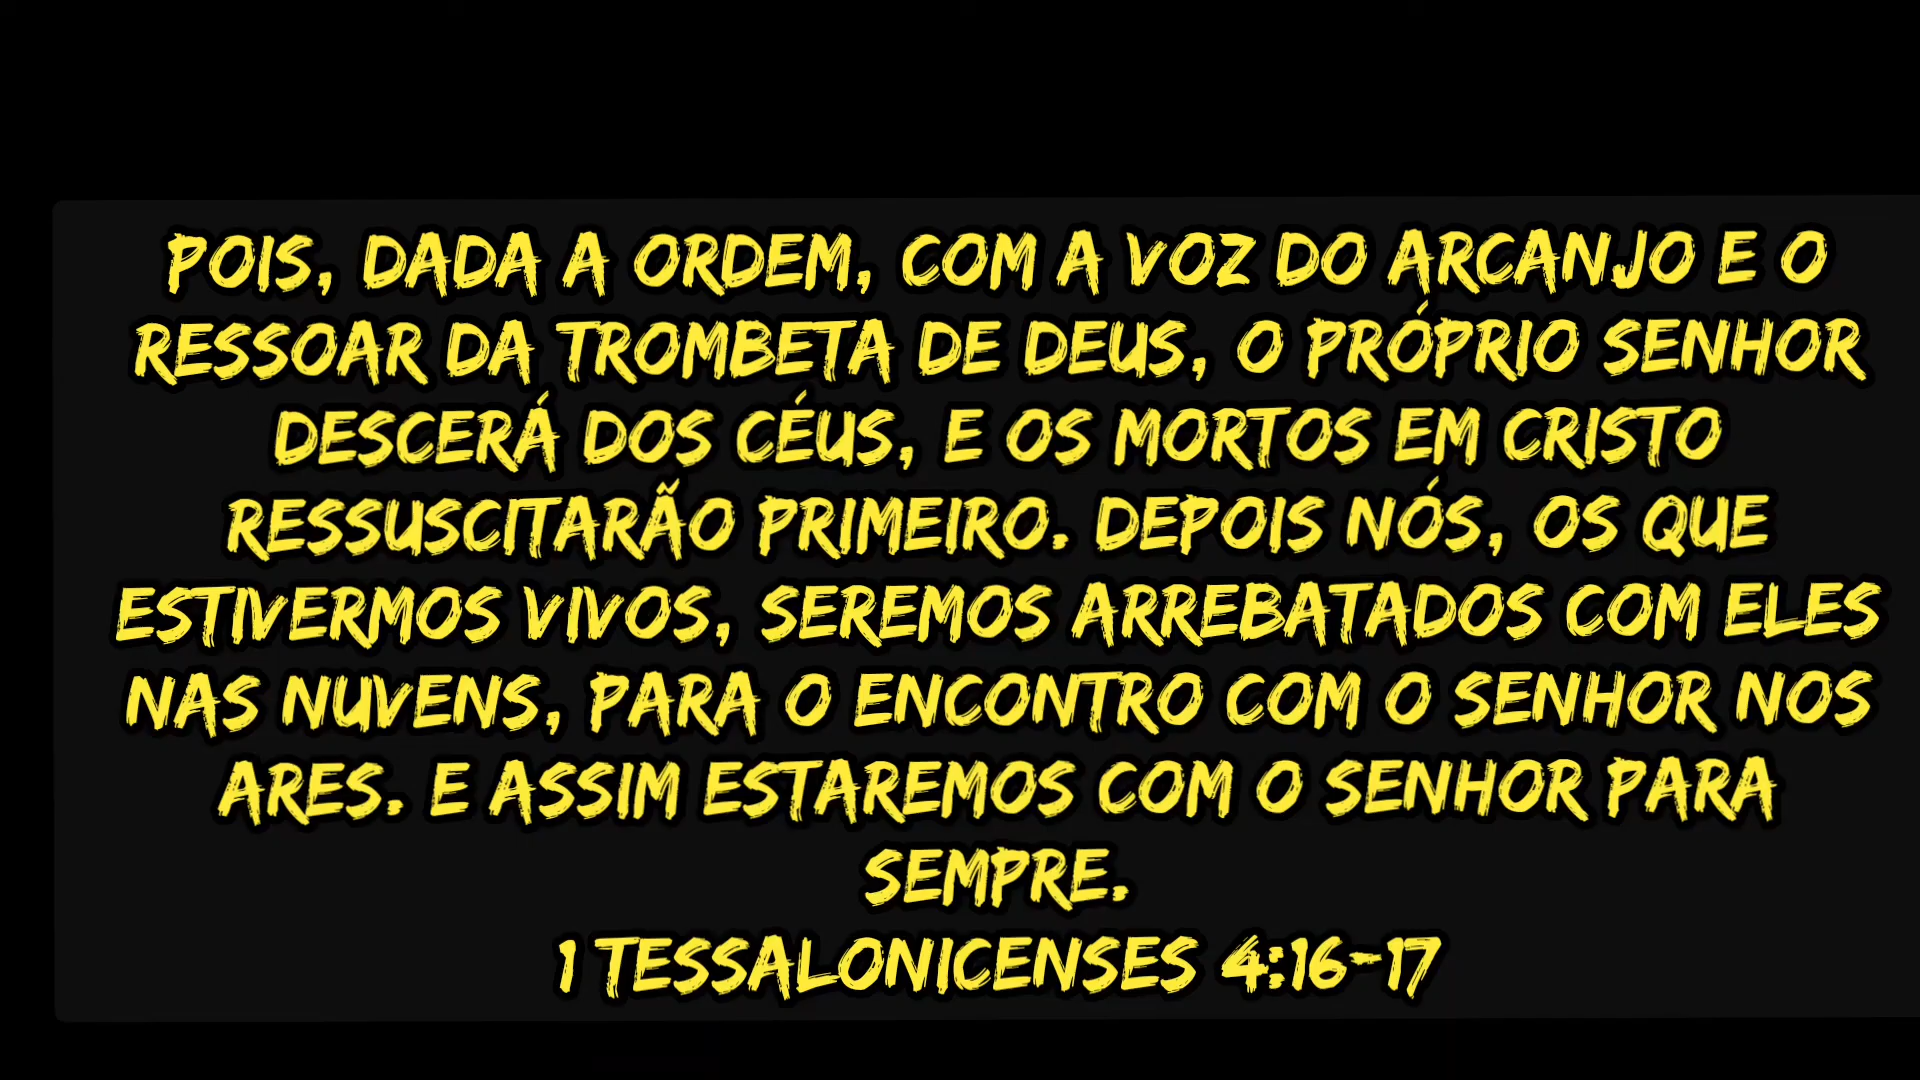 POIS, DADA A ORDEM, COM A VOZ DO ARCANJO E O
RESSOAR DA TROMBETA DE DEUS, O PRÓPRIO SENHOR
DESCERÁ DOS CÉUS, E OS MORTOS EM CRISTO
RESSUSCITARÃO PRIMEIRO. DEPOIS NÓS, OS QUE
ESTIVERMOS VIVOS, SEREMOS ARREBATADOS COM ELES
NAS NUVENS, PARA O ENCONTRO COM O SENHOR NOS
ARES. E ASSIM ESTAREMOS COM O SENHOR PARA
SEMPRE.
1 TESSALONICENSES 4:16-17